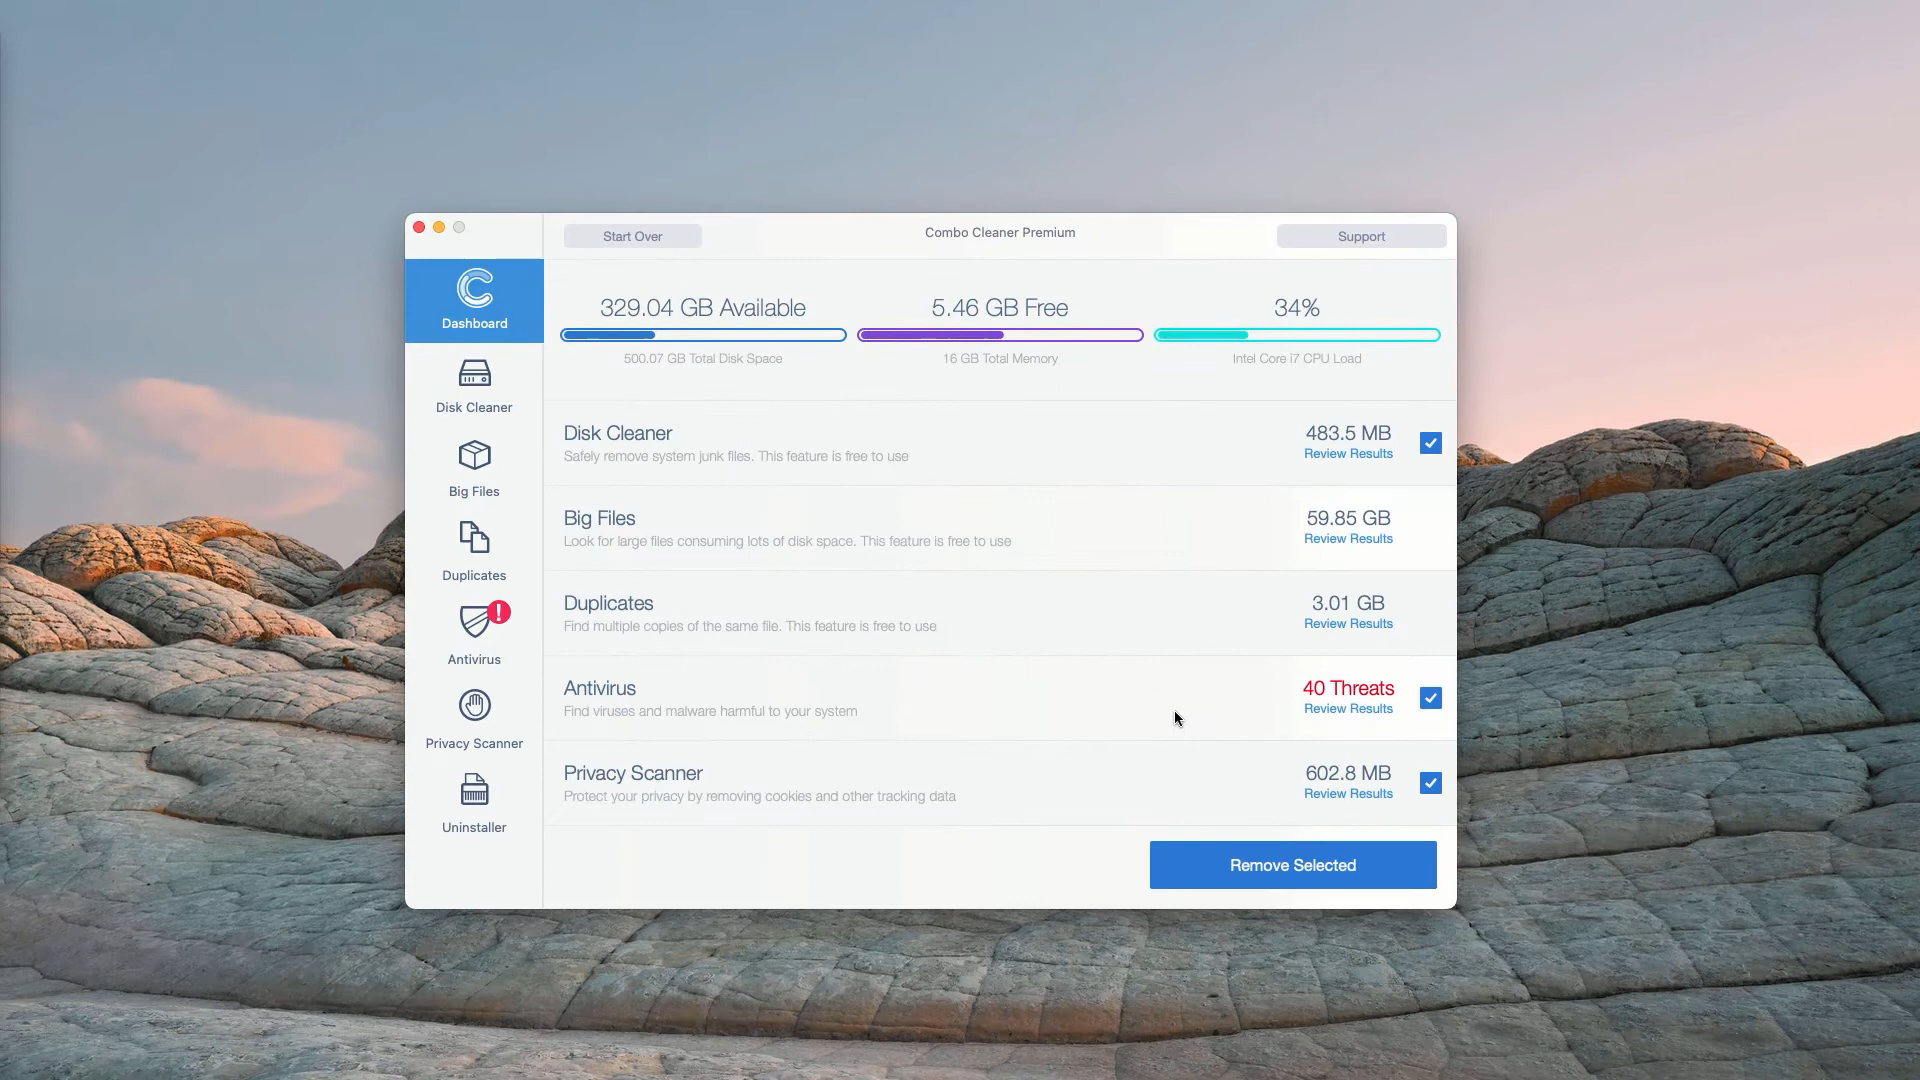 Start Over
Combo Cleaner Premium
Support
Dashboard
Disk Cleaner
Big Files
Duplicates
!
Antivirus
Privacy Scanner
Uninstaller
329.04 GB Available
500.07 GB Total Disk Space
5.46 GB Free
16 GB Total Memory
34%
Intel Core i7 CPU Load
Disk Cleaner
Safely remove system junk files. This feature is free to use
483.5 MB
Review Results
Big Files
Look for large files consuming lots of disk space. This feature is free to use
59.85 GB
Review Results
Duplicates
Find multiple copies of the same file. This feature is free to use
3.01 GB
Review Results
Antivirus
Find viruses and malware harmful to your system
40 Threats
Review Results
Privacy Scanner
Protect your privacy by removing cookies and other tracking data
602.8 MB
Review Results
Remove Selected